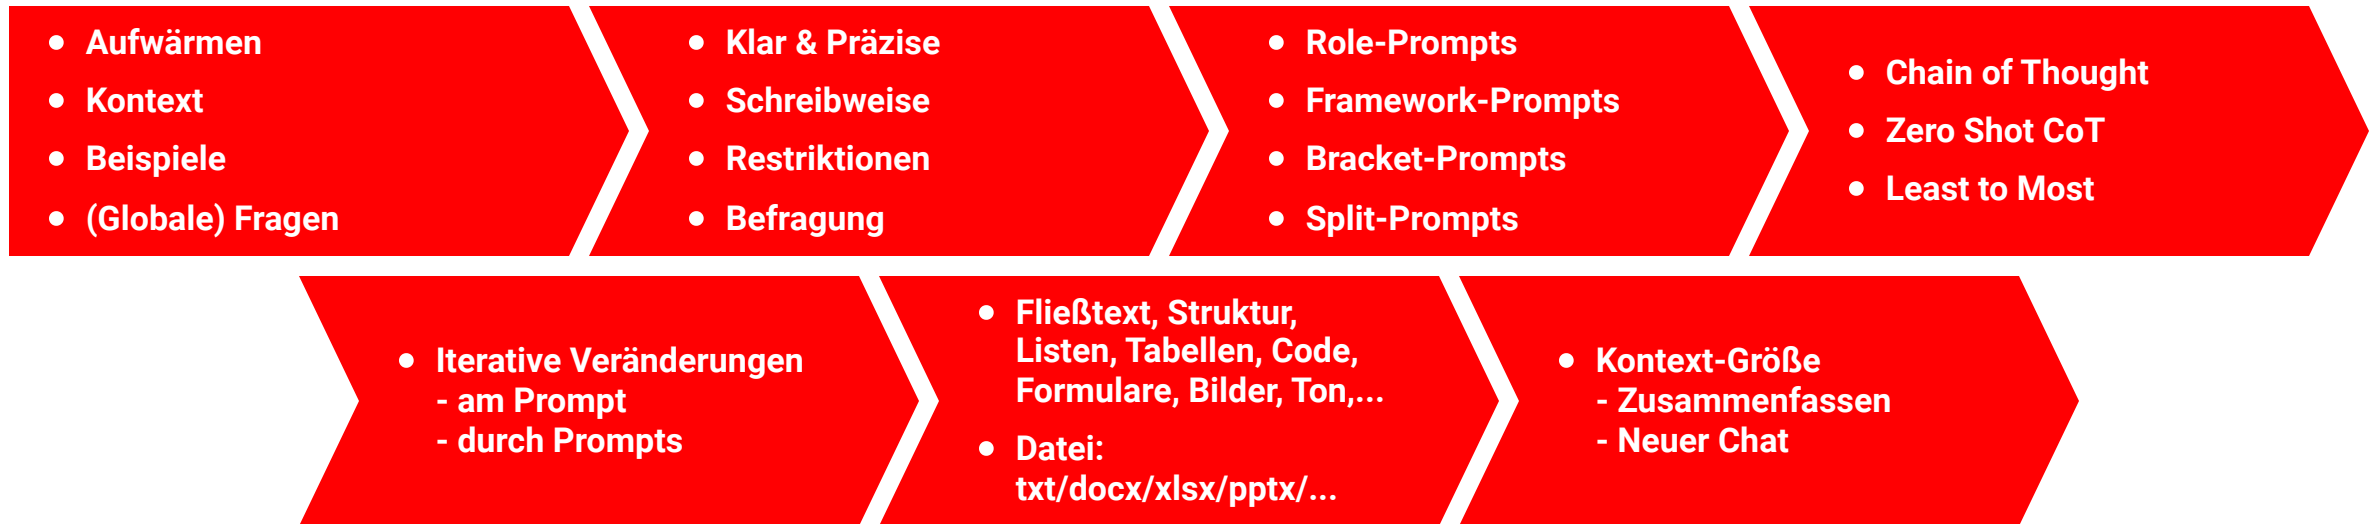 • Aufwärmen
• Kontext
• Beispiele
• (Globale) Fragen
• Klar & Präzise
• Schreibweise
• Restriktionen
• Befragung
• Role-Prompts
• Framework-Prompts
• Bracket-Prompts
• Split-Prompts
• Chain of Thought
• Zero Shot CoT
• Least to Most
• Iterative Veränderungen
- am Prompt
- durch Prompts
• Fließtext, Struktur,
Listen, Tabellen, Code,
Formulare, Bilder, Ton,...
• Datei:
txt/docx/xlsx/pptx/...
• Kontext-Größe
- Zusammenfassen
- Neuer Chat